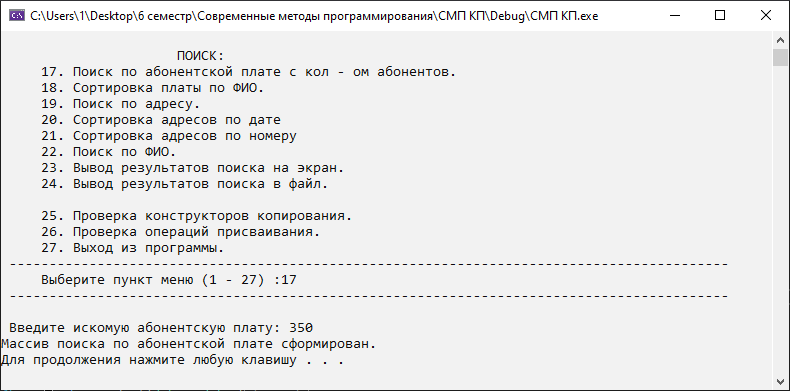 C:\Users\1\Desktop\6 семестр\Современные методы программирования\СМП КП\Debug\СМП КП.exe
ПОИСК:
17. Поиск по абонентской плате с кол - ом абонентов.
18. Сортировка платы по ФИО.
19. Поиск по адресу.
20. Сортировка адресов по дате
21. Сортировка адресов по номеру
22. Поиск по ФИО.
23. Вывод результатов поиска на экран.
24. Вывод результатов поиска в файл.
25. Проверка конструкторов копирования.
26. Проверка операций присваивания.
27. Выход из программы.
------------------------------------------------------------------------------------------
Выберите пункт меню (1 - 27) :17
------------------------------------------------------------------------------------------
Введите искомую абонентскую плату: 350
Массив поиска по абонентской плате сформирован.
Для продолжения нажмите любую клавишу . . .